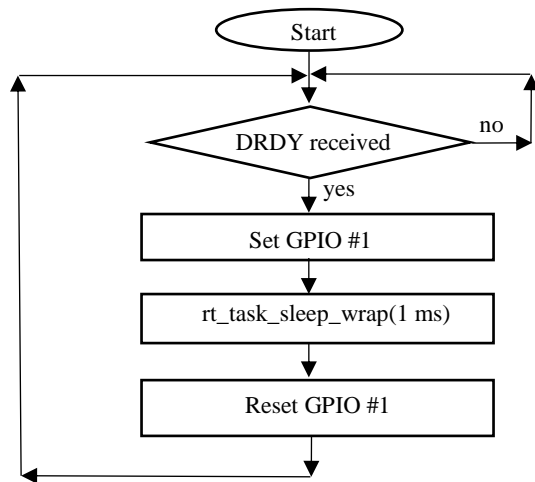 Start
DRDY received
no
yes
Set GPIO #1
rt_task_sleep_wrap(1 ms)
Reset GPIO #1